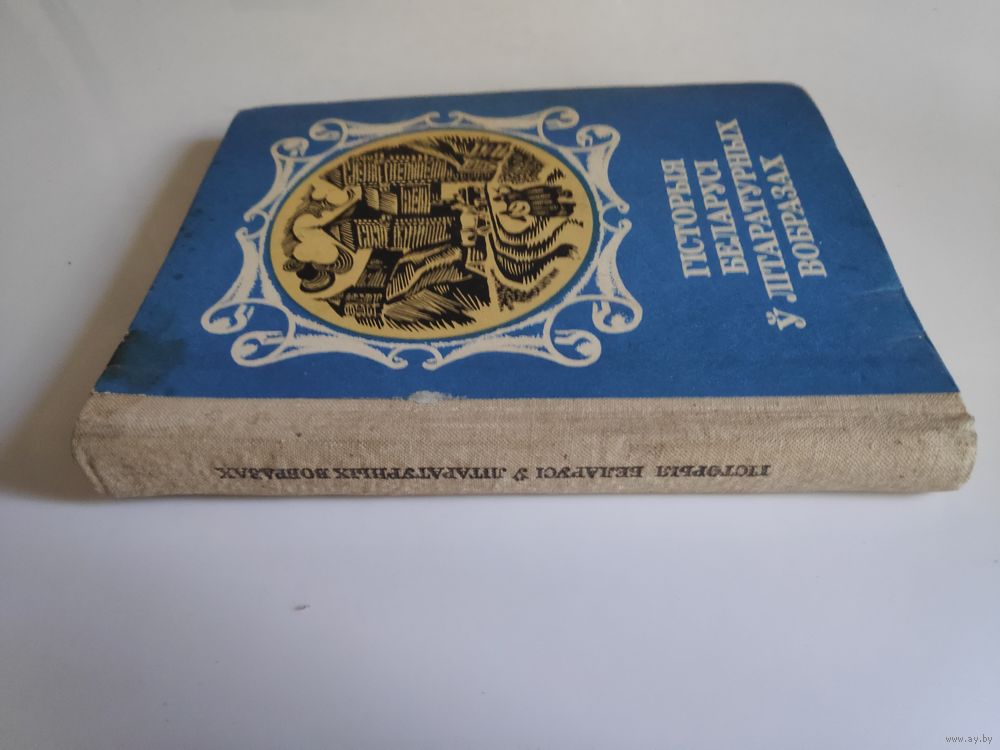 ГІСТОРЫЯ
БЕЛАРУСІ
Ў ЛІТАРАТУРНЫХ
ВОБРАЗАХ
ГІСТОРЫЯ БЕЛАРУСІ Ў ЛІТАРАТУРНЫХ ВОБРАЗАХ
www.ay.by